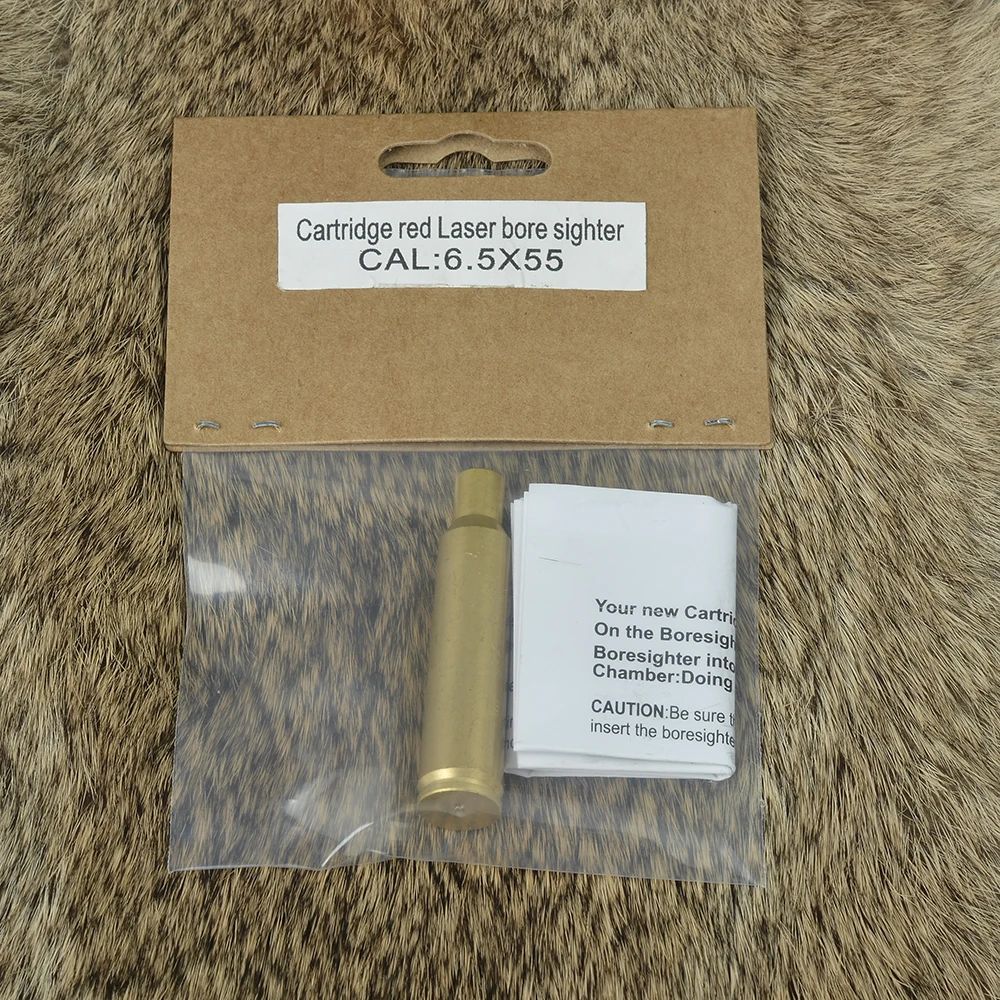 Cartridge red Laser bore sighter
CAL:6.5X55
Your new Cartri
On the Boresigh
Boresighter into
Chamber:Doing
CAUTION:Be sure t
insert the boresighte